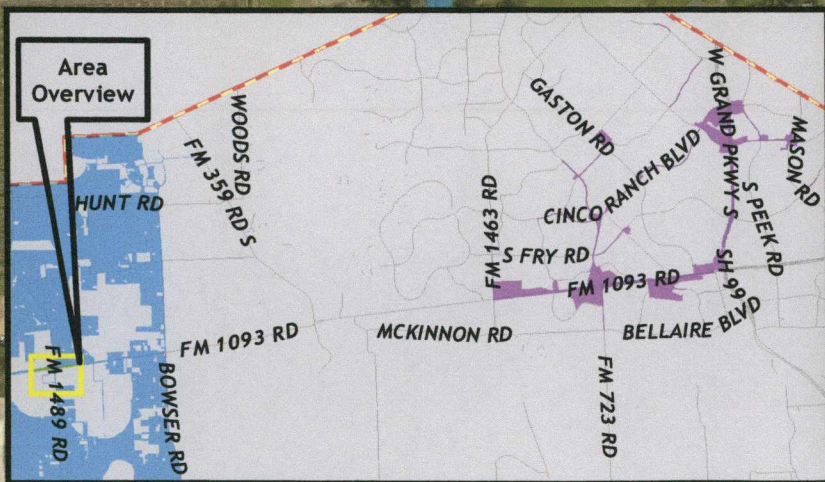 Area
Overview
WOODS RD
FM 359 RD S
HUNT RD
GASTON RD
W GRAND PKWY S
MASON RD
CINCO RANCH BLVD
S PEEK RD
FM 1463 RD
S FRY RD
FM 1093 RD
SH 99
FM 1093 RD
MCKINNON RD
BELLAIRE BLVD
FM 1489 RD
BOWSER RD
FM 723 RD